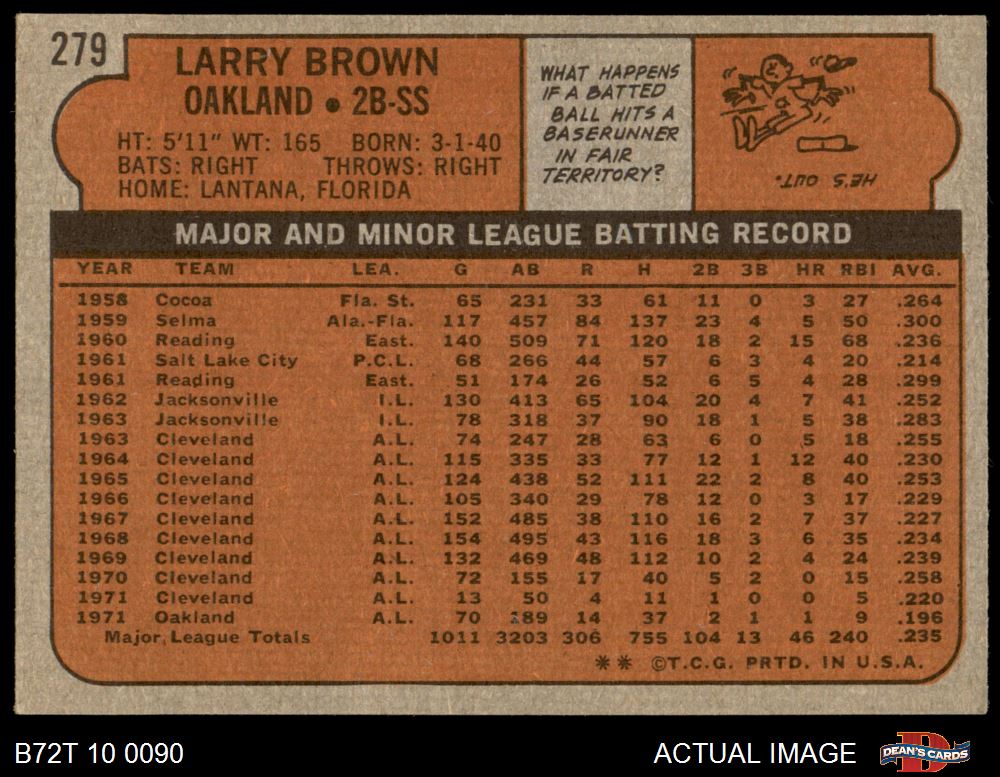 279
LARRY BROWN
OAKLAND • 2B-SS
HT: 5'11" WT: 165 BORN: 3-1-40
BATS: RIGHT THROWS: RIGHT
HOME: LANTANA, FLORIDA
WHAT HAPPENS
IF A BATTED
BALL HITS A
BASERUNNER
IN FAIR
TERRITORY?
HE'S OUT.
MAJOR AND MINOR LEAGUE BATTING RECORD
YEAR TEAM LEA. G AB R H 2B 3B HR RBI AVG.
1958 Cocoa Fla. St. 65 231 33 61 11 0 3 27 .264
1959 Selma Ala.-Fla. 117 457 84 137 23 4 5 50 .300
1960 Reading East. 140 509 71 120 18 2 15 68 .236
1961 Salt Lake City P.C.L. 68 266 44 57 6 3 4 20 .214
1961 Reading East. 51 174 26 52 6 5 4 28 .299
1962 Jacksonville I.L. 130 413 65 104 20 4 7 41 .252
1963 Jacksonville I.L. 78 318 37 90 18 1 5 38 .283
1963 Cleveland A.L. 74 247 28 63 6 0 5 18 .255
1964 Cleveland A.L. 115 335 33 77 12 1 12 40 .230
1965 Cleveland A.L. 124 438 52 111 22 2 8 40 .253
1966 Cleveland A.L. 105 340 29 78 12 0 3 17 .229
1967 Cleveland A.L. 152 485 38 110 16 2 7 37 .227
1968 Cleveland A.L. 154 495 43 116 18 3 6 35 .234
1969 Cleveland A.L. 132 469 48 112 10 2 4 24 .239
1970 Cleveland A.L. 72 155 17 40 5 2 0 15 .258
1971 Cleveland A.L. 13 50 4 11 1 0 0 5 .220
1971 Oakland A.L. 70 189 14 37 2 1 1 9 .196
Major League Totals 1011 3203 306 755 104 13 46 240 .235
** ©T.C.G. PRTD. IN U.S.A.
B72T 10 0090
ACTUAL IMAGE
D
DEAN'S CARDS